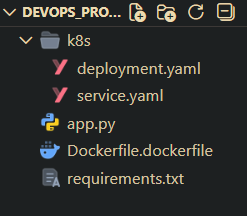 DEVOPS_PRO...
k8s
deployment.yaml
service.yaml
app.py
Dockerfile.dockerfile
requirements.txt